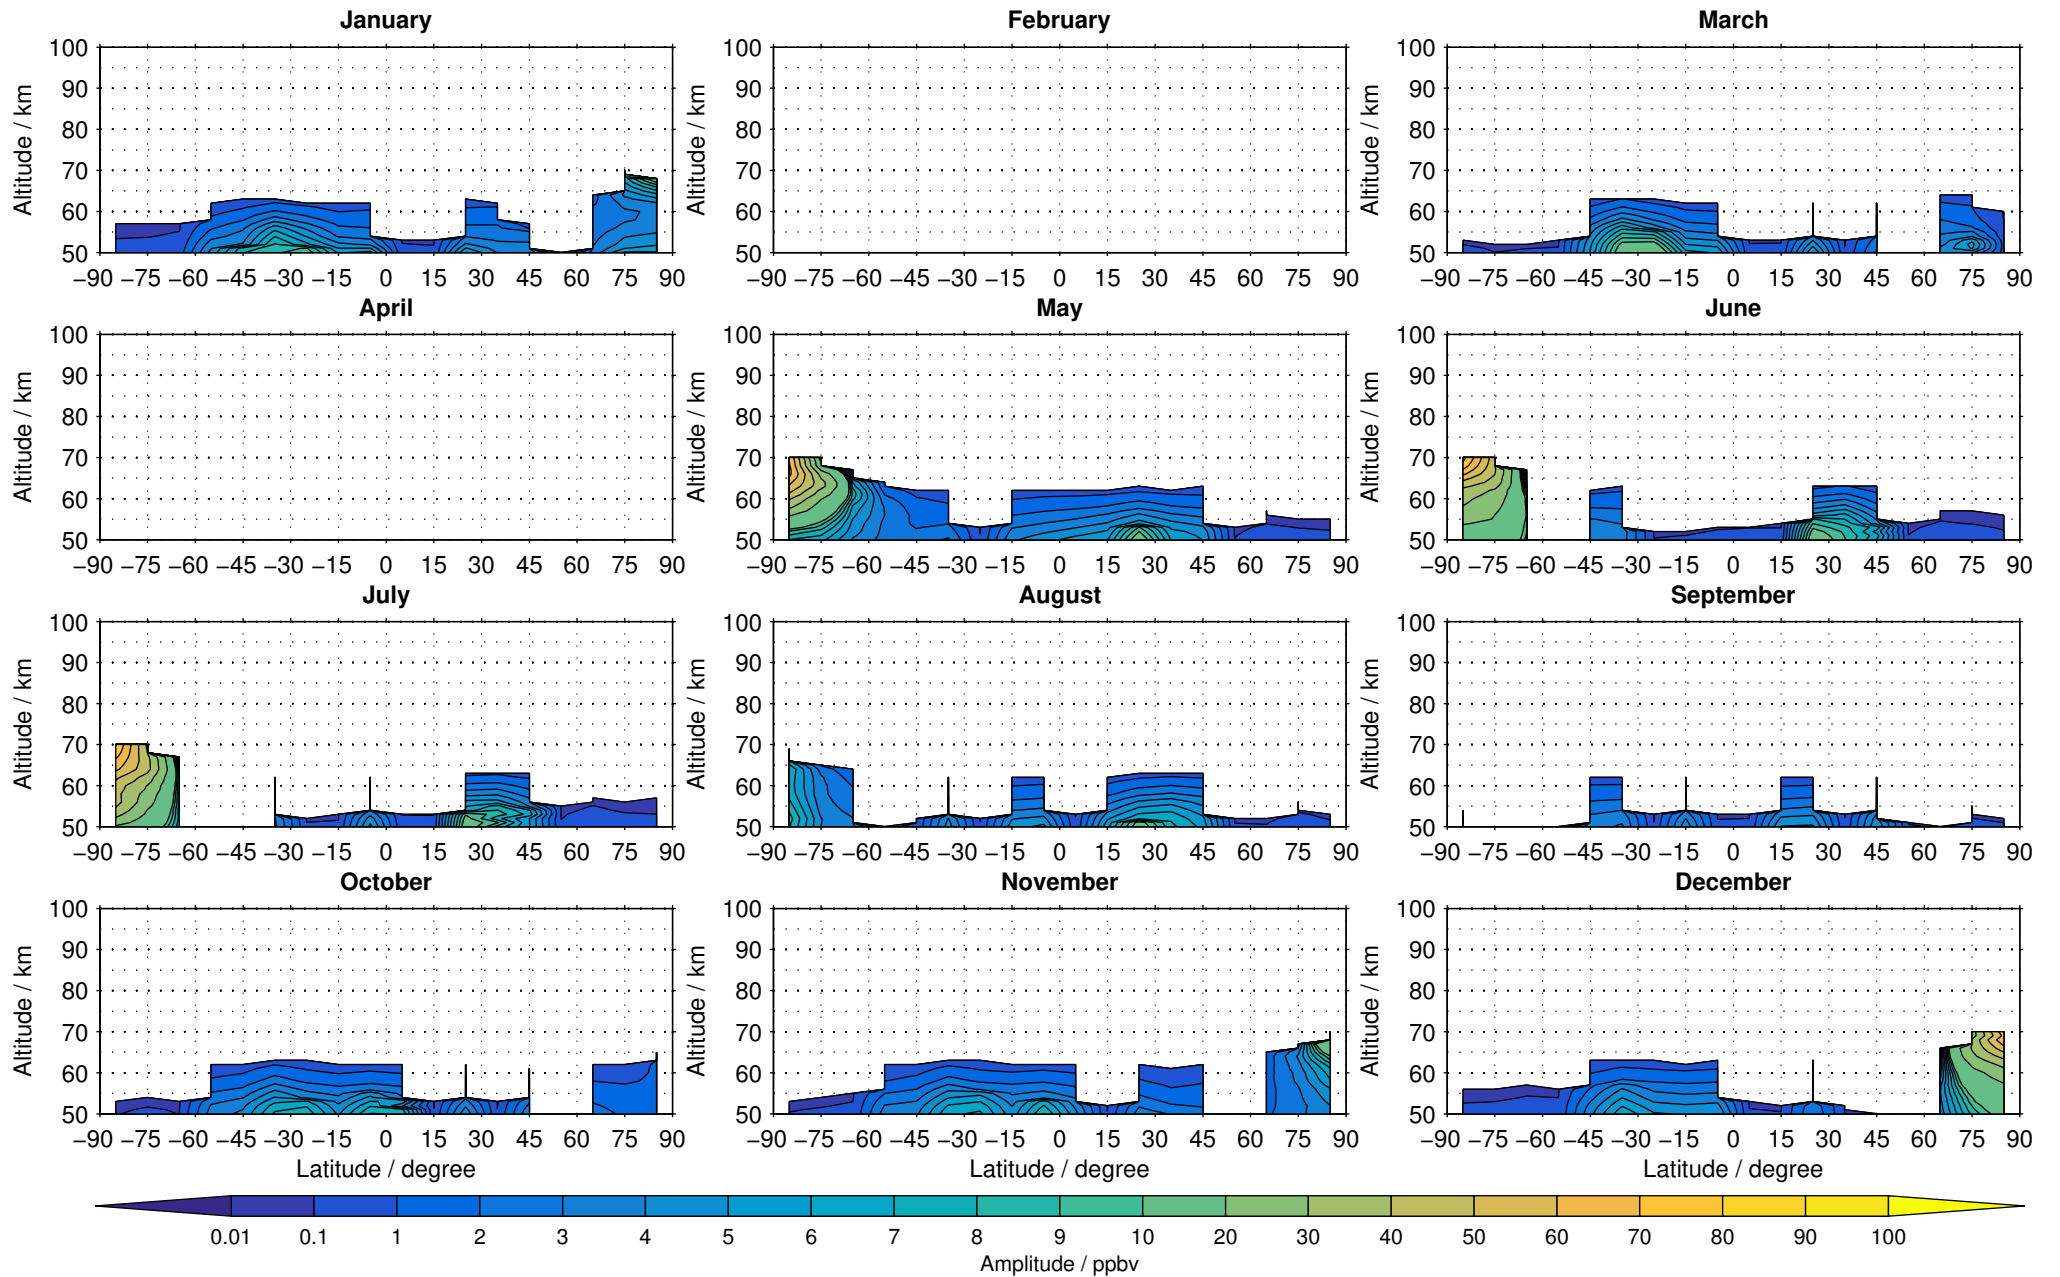 January February March
100 100 100
90 90 90
80 80 80
70 70 70
60 60 60
50 50 50
Altitude / km Altitude / km Altitude / km
−90 −75 −60 −45 −30 −15 0 15 30 45 60 75 90 −90 −75 −60 −45 −30 −15 0 15 30 45 60 75 90 −90 −75 −60 −45 −30 −15 0 15 30 45 60 75 90
April May June
100 100 100
90 90 90
80 80 80
70 70 70
60 60 60
50 50 50
Altitude / km Altitude / km Altitude / km
−90 −75 −60 −45 −30 −15 0 15 30 45 60 75 90 −90 −75 −60 −45 −30 −15 0 15 30 45 60 75 90 −90 −75 −60 −45 −30 −15 0 15 30 45 60 75 90
July August September
100 100 100
90 90 90
80 80 80
70 70 70
60 60 60
50 50 50
Altitude / km Altitude / km Altitude / km
−90 −75 −60 −45 −30 −15 0 15 30 45 60 75 90 −90 −75 −60 −45 −30 −15 0 15 30 45 60 75 90 −90 −75 −60 −45 −30 −15 0 15 30 45 60 75 90
October November December
100 100 100
90 90 90
80 80 80
70 70 70
60 60 60
50 50 50
Altitude / km Altitude / km Altitude / km
−90 −75 −60 −45 −30 −15 0 15 30 45 60 75 90 −90 −75 −60 −45 −30 −15 0 15 30 45 60 75 90 −90 −75 −60 −45 −30 −15 0 15 30 45 60 75 90
Latitude / degree Latitude / degree Latitude / degree
0.01 0.1 1 2 3 4 5 6 7 8 9 10 20 30 40 50 60 70 80 90 100
Amplitude / ppbv